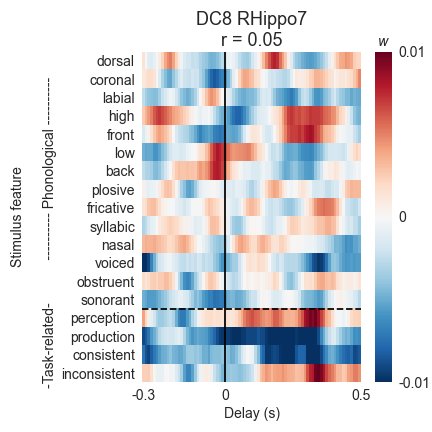 DC8 RHippo7
r = 0.05
w
Stimulus feature
---------- Phonological ----------
-Task-related-
dorsal
coronal
labial
high
front
low
back
plosive
fricative
syllabic
nasal
voiced
obstruent
sonorant
perception
production
consistent
inconsistent
0.01
0
-0.01
-0.3
0
0.5
Delay (s)